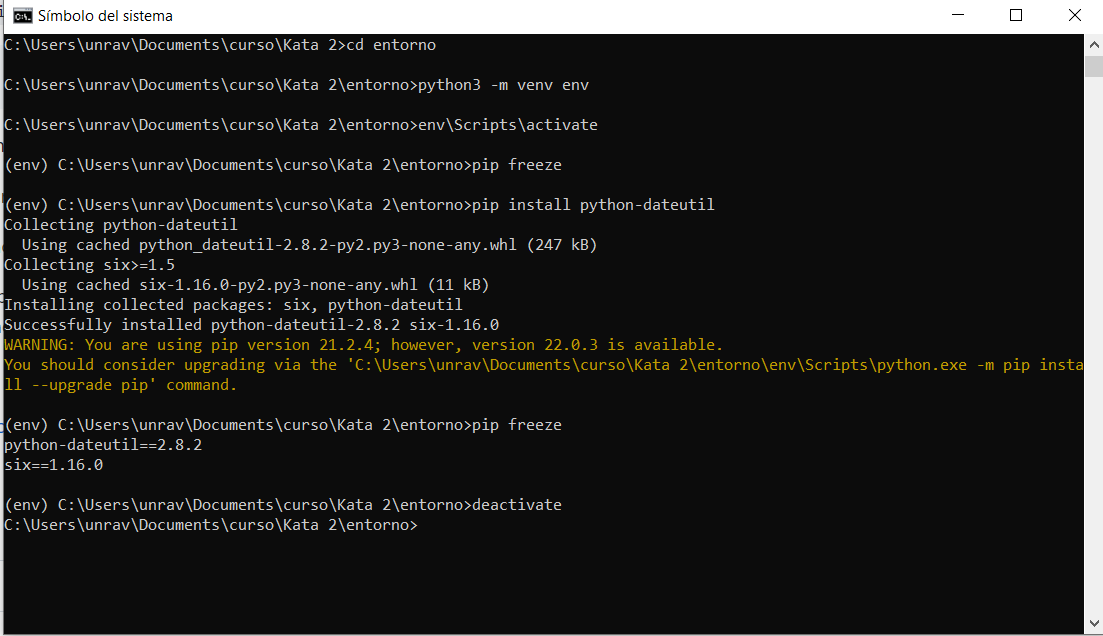 Símbolo del sistema
C:\Users\unrav\Documents\curso\Kata 2>cd entorno
C:\Users\unrav\Documents\curso\Kata 2\entorno>python3 -m venv env
C:\Users\unrav\Documents\curso\Kata 2\entorno>env\Scripts\activate
(env) C:\Users\unrav\Documents\curso\Kata 2\entorno>pip freeze
(env) C:\Users\unrav\Documents\curso\Kata 2\entorno>pip install python-dateutil
Collecting python-dateutil
  Using cached python_dateutil-2.8.2-py2.py3-none-any.whl (247 kB)
Collecting six>=1.5
  Using cached six-1.16.0-py2.py3-none-any.whl (11 kB)
Installing collected packages: six, python-dateutil
Successfully installed python-dateutil-2.8.2 six-1.16.0
WARNING: You are using pip version 21.2.4; however, version 22.0.3 is available.
You should consider upgrading via the 'C:\Users\unrav\Documents\curso\Kata 2\entorno\env\Scripts\python.exe -m pip insta
ll --upgrade pip' command.
(env) C:\Users\unrav\Documents\curso\Kata 2\entorno>pip freeze
python-dateutil==2.8.2
six==1.16.0
(env) C:\Users\unrav\Documents\curso\Kata 2\entorno>deactivate
C:\Users\unrav\Documents\curso\Kata 2\entorno>